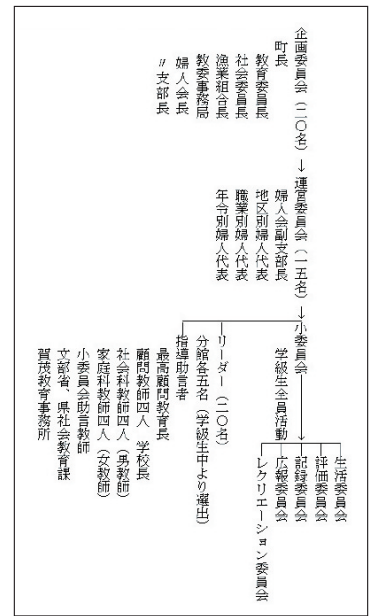 企画委員会（二〇名）→運営委員会（一五名）→小委員会
町長
教育委員長
社会委員長
漁業組合長
教委事務局
婦人会長
〃支部長
婦人会副支部長
地区別婦人代表
職業別婦人代表
年令別婦人代表
学級生全員活動
生活委員会
評価委員会
記録委員会
広報委員会
レクリエーション委員会
リーダー（二〇名）
分館各五名（学級生中より選出）
指導助言者
最高顧問教育長
顧問教師四人　学校長
社会科教師四人（男教師）
家庭科教師四人（女教師）
小委員会助言教師
文部省、県社会教育課
賀茂教育事務所